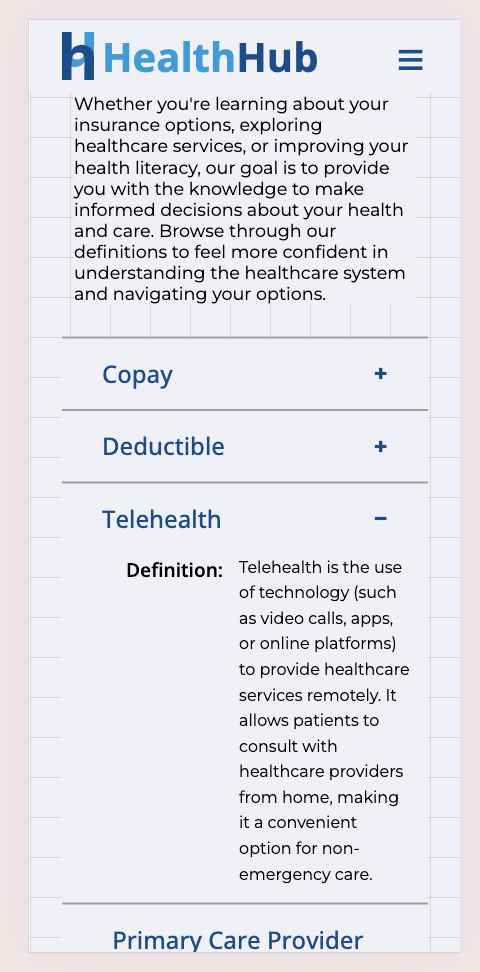 HealthHub
Whether you're learning about your
insurance options, exploring
healthcare services, or improving your
health literacy, our goal is to provide
you with the knowledge to make
informed decisions about your health
and care. Browse through our
definitions to feel more confident in
understanding the healthcare system
and navigating your options.
Copay +
Deductible +
Telehealth −
Definition: Telehealth is the use
of technology (such
as video calls, apps,
or online platforms)
to provide healthcare
services remotely. It
allows patients to
consult with
healthcare providers
from home, making
it a convenient
option for non-
emergency care.
Primary Care Provider